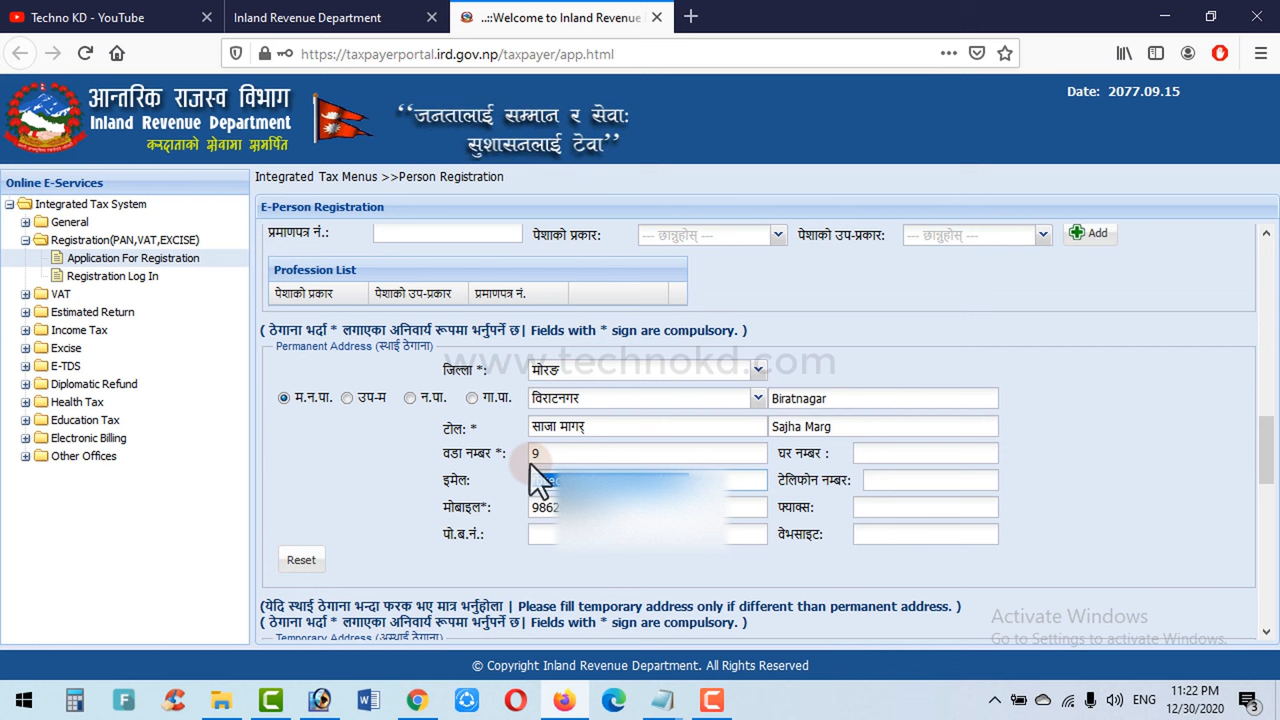 Techno KD - YouTube
Inland Revenue Department
..::Welcome to Inland Revenue
https://taxpayerportal.ird.gov.np/taxpayer/app.html
आन्तरिक राजस्व विभाग
Inland Revenue Department
करदाताको सेवामा समर्पित
“जनतालाई सम्मान र सेवा:
सुशासनलाई टेवा”
Date: 2077.09.15
Online E-Services
Integrated Tax System
General
Registration(PAN,VAT,EXCISE)
Application For Registration
Registration Log In
VAT
Estimated Return
Income Tax
Excise
E-TDS
Diplomatic Refund
Health Tax
Education Tax
Electronic Billing
Other Offices
Integrated Tax Menus >>Person Registration
E-Person Registration
प्रमाणपत्र नं.: पेशाको प्रकार: --- छान्नुहोस् --- पेशाको उप-प्रकार: --- छान्नुहोस् --- Add
Profession List
पेशाको प्रकार पेशाको उप-प्रकार प्रमाणपत्र नं.
( ठेगाना भर्दा * लगाएका अनिवार्य रूपमा भर्नुपर्ने छ| Fields with * sign are compulsory. )
Permanent Address (स्थाई ठेगाना)
www.technokd.com
जिल्ला *: मोरङ
म.न.पा. उप-म न.पा. गा.पा. विराटनगर Biratnagar
टोल: * साजा मागर् Sajha Marg
वडा नम्बर *: 9 घर नम्बर :
इमेल: टेलिफोन नम्बर:
मोबाइल*: 9862 फ्याक्स:
पो.ब.नं.: वेभसाइट:
Reset
(येदि स्थाई ठेगाना भन्दा फरक भए मात्र भर्नुहोला | Please fill temporary address only if different than permanent address. )
( ठेगाना भर्दा * लगाएका अनिवार्य रूपमा भर्नुपर्ने छ| Fields with * sign are compulsory. )
Temporary Address (अस्थाई ठेगाना)
Activate Windows
Go to Settings to activate Windows.
© Copyright Inland Revenue Department. All Rights Reserved
ENG
11:22 PM
12/30/2020
3